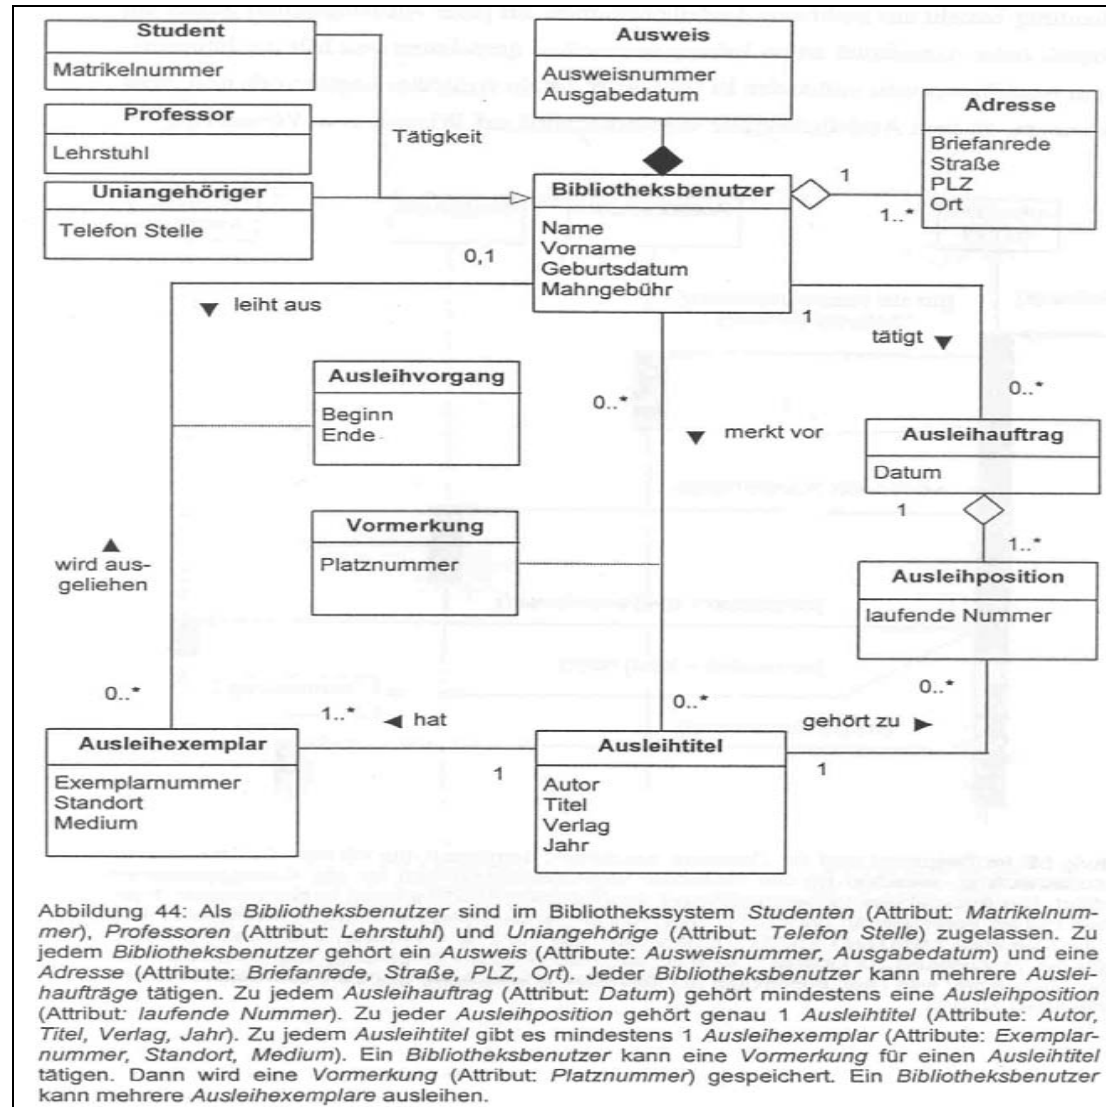 Student
Matrikelnummer
Professor
Lehrstuhl
Uniangehöriger
Telefon Stelle
Tätigkeit
Ausweis
Ausweisnummer
Ausgabedatum
Adresse
Briefanrede
Straße
PLZ
Ort
1
1..*
Bibliotheksbenutzer
Name
Vorname
Geburtsdatum
Mahngebühr
0,1
leiht aus
1
tätigt
0..*
Ausleihvorgang
Beginn
Ende
0..*
merkt vor
Ausleihauftrag
Datum
1
1..*
Vormerkung
Platznummer
wird aus-
geliehen
Ausleihposition
laufende Nummer
0..*
1..*
hat
0..*
gehört zu
0..*
Ausleihexemplar
Exemplarnummer
Standort
Medium
1
Ausleihtitel
Autor
Titel
Verlag
Jahr
1
Abbildung 44: Als Bibliotheksbenutzer sind im Bibliothekssystem Studenten (Attribut: Matrikelnum-
mer), Professoren (Attribut: Lehrstuhl) und Uniangehörige (Attribut: Telefon Stelle) zugelassen. Zu
jedem Bibliotheksbenutzer gehört ein Ausweis (Attribute: Ausweisnummer, Ausgabedatum) und eine
Adresse (Attribute: Briefanrede, Straße, PLZ, Ort). Jeder Bibliotheksbenutzer kann mehrere Auslei-
haufträge tätigen. Zu jedem Ausleihauftrag (Attribut: Datum) gehört mindestens eine Ausleihposition
(Attribut: laufende Nummer). Zu jeder Ausleihposition gehört genau 1 Ausleihtitel (Attribute: Autor,
Titel, Verlag, Jahr). Zu jedem Ausleihtitel gibt es mindestens 1 Ausleihexemplar (Attribute: Exemplar-
nummer, Standort, Medium). Ein Bibliotheksbenutzer kann eine Vormerkung für einen Ausleihtitel
tätigen. Dann wird eine Vormerkung (Attribut: Platznummer) gespeichert. Ein Bibliotheksbenutzer
kann mehrere Ausleihexemplare ausleihen.